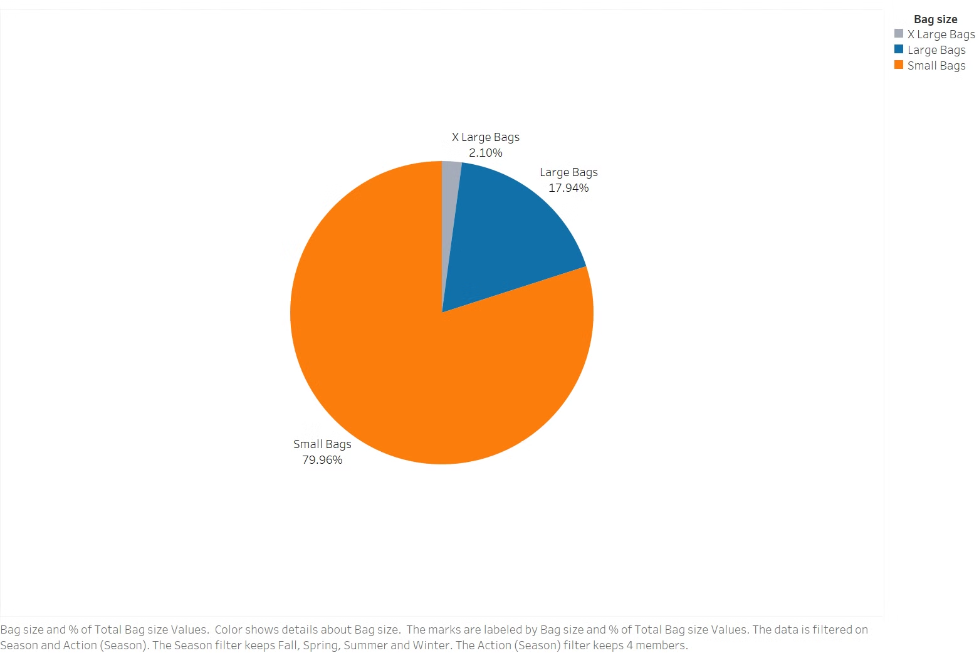 Bag size
X Large Bags
Large Bags
Small Bags
X Large Bags
2.10%
Large Bags
17.94%
Small Bags
79.96%
Bag size and % of Total Bag size Values.  Color shows details about Bag size.  The marks are labeled by Bag size and % of Total Bag size Values. The data is filtered on
Season and Action (Season). The Season filter keeps Fall, Spring, Summer and Winter. The Action (Season) filter keeps 4 members.